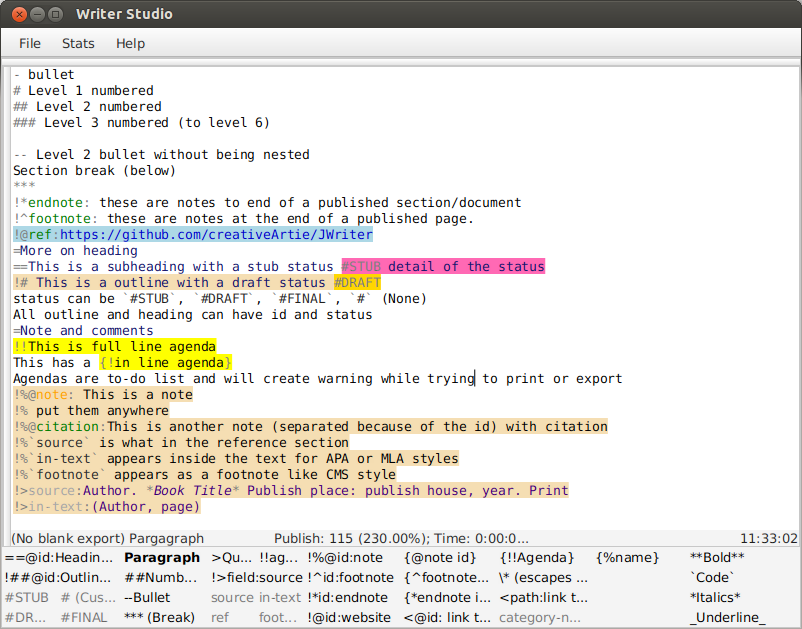 Writer Studio
File Stats Help
- bullet
# Level 1 numbered
## Level 2 numbered
### Level 3 numbered (to level 6)
-- Level 2 bullet without being nested
Section break (below)
***
!*endnote: these are notes to end of a published section/document
!^footnote: these are notes at the end of a published page.
!@ref:https://github.com/creativeArtie/JWriter
=More on heading
==This is a subheading with a stub status #STUB detail of the status
!# This is a outline with a draft status #DRAFT
status can be `#STUB`, `#DRAFT`, `#FINAL`, `#` (None)
All outline and heading can have id and status
=Note and comments
!!This is full line agenda
This has a {!in line agenda}
Agendas are to-do list and will create warning while trying to print or export
!%@note: This is a note
!% put them anywhere
!%@citation:This is another note (separated because of the id) with citation
!%`source` is what in the reference section
!%`in-text` appears inside the text for APA or MLA styles
!%`footnote` appears as a footnote like CMS style
!>source:Author. *Book Title* Publish place: publish house, year. Print
!>in-text:(Author, page)
(No blank export) Pargagraph Publish: 115 (230.00%); Time: 0:00:0... 11:33:02
==@id:Headin... Paragraph >Qu... !!ag... !%@id:note {@note id} {!!Agenda} {%name} **Bold**
!##@id:Outlin... ##Numb... !>field:source !^id:footnote {^footnote... \* (escapes ... `Code`
#STUB # (Cus... --Bullet source in-text !*id:endnote {*endnote i... <path:link t... *Italics*
#DR... #FINAL *** (Break) ref foot... !@id:website <@id: link t... category-n... _Underline_